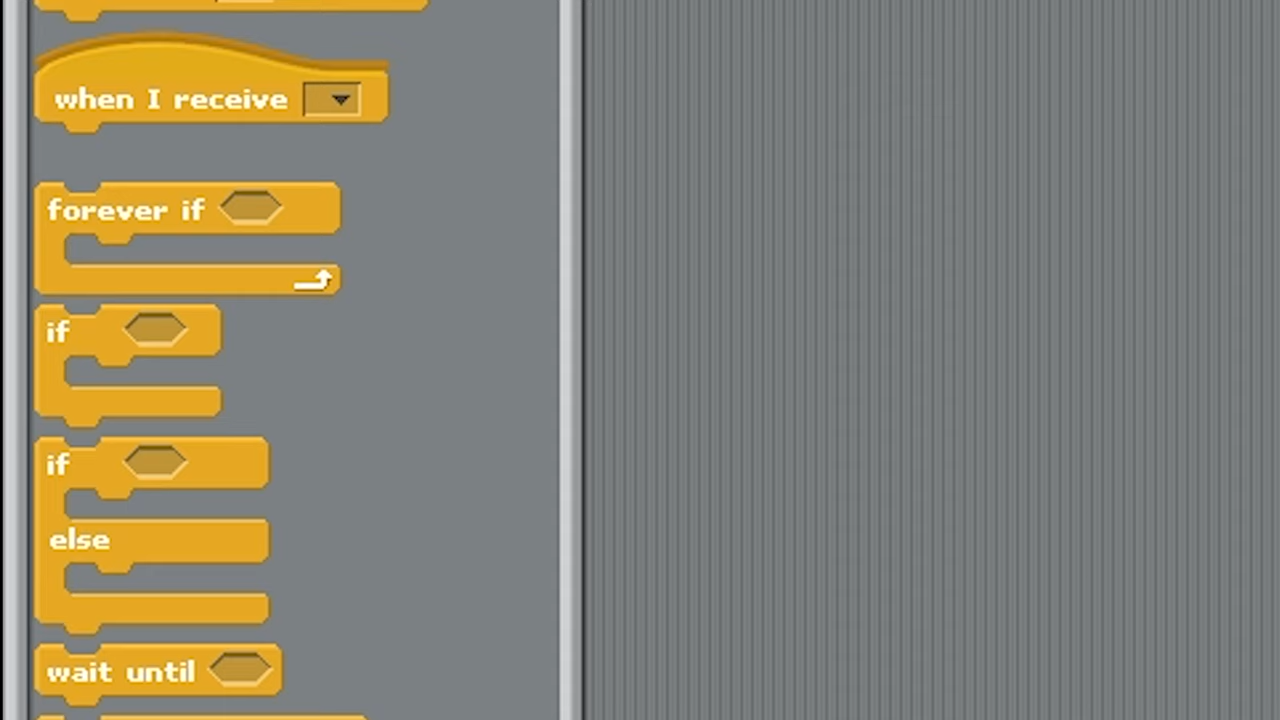 when I receive
forever if
if
if
else
wait until